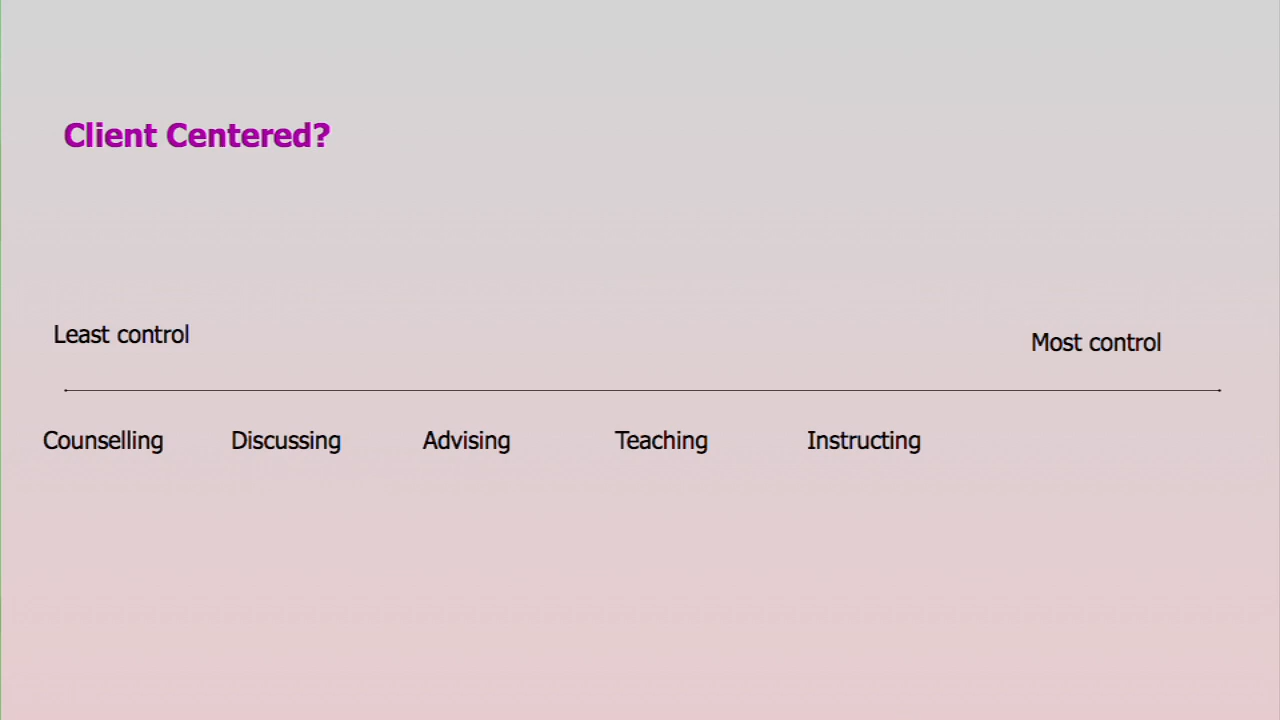 Client Centered?
Least control
Most control
Counselling Discussing Advising Teaching Instructing